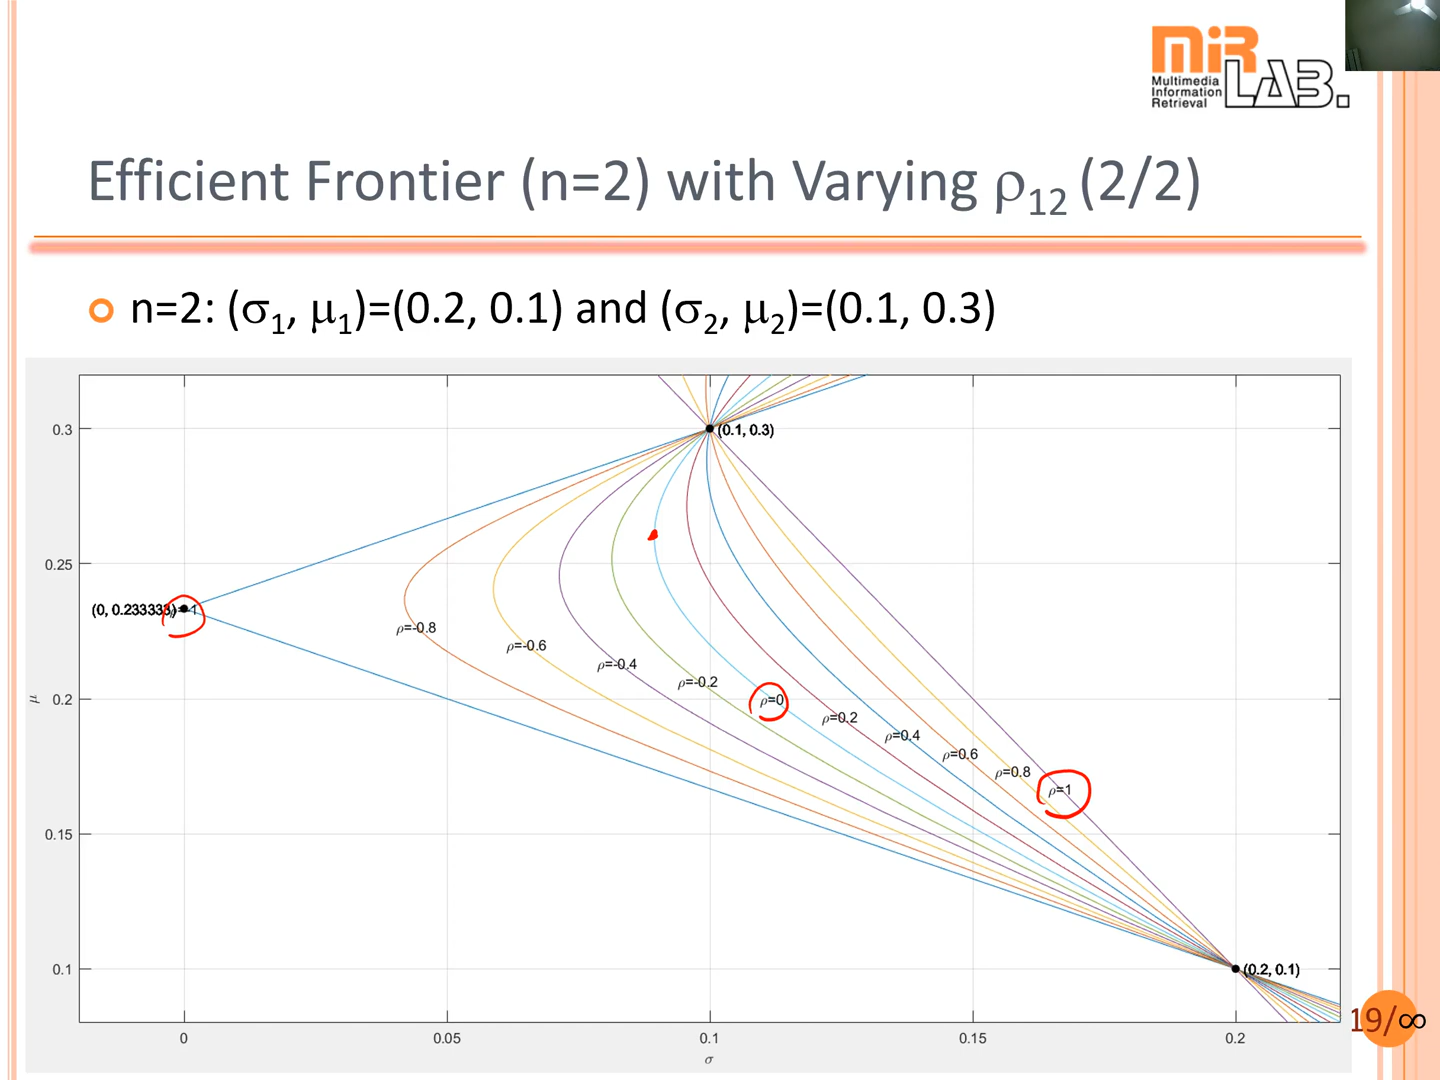 MIR
LAB.
Multimedia
Information
Retrieval
Efficient Frontier (n=2) with Varying ρ12 (2/2)
n=2: (σ1, μ1)=(0.2, 0.1) and (σ2, μ2)=(0.1, 0.3)
0.3
(0.1, 0.3)
0.25
(0, 0.233333)
ρ=-1
ρ=-0.8
ρ=-0.6
ρ=-0.4
ρ=-0.2
ρ=0
ρ=0.2
ρ=0.4
ρ=0.6
ρ=0.8
ρ=1
0.2
μ
0.15
0.1
(0.2, 0.1)
0 0.05 0.1 0.15 0.2
σ
19/∞